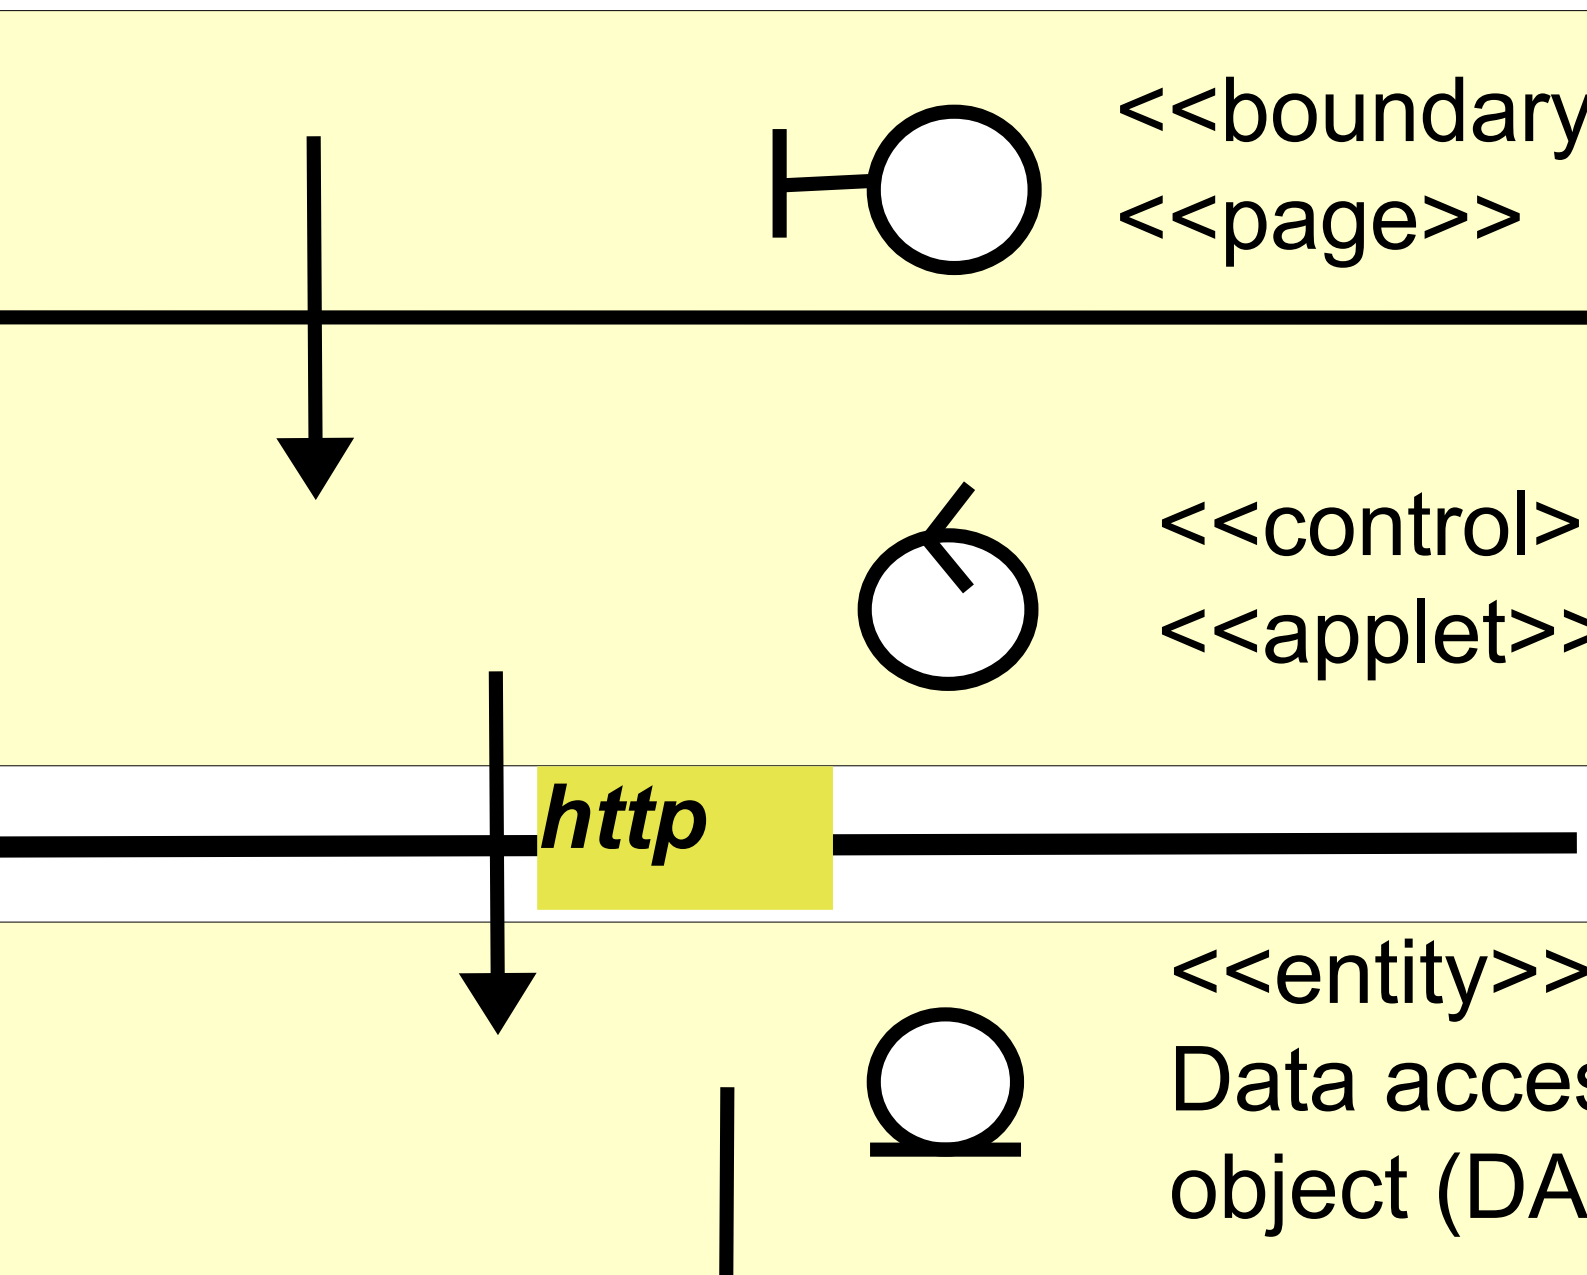 <<boundary
<<page>>
<<control>
<<applet>>
http
<<entity>>
Data acces
object (DA